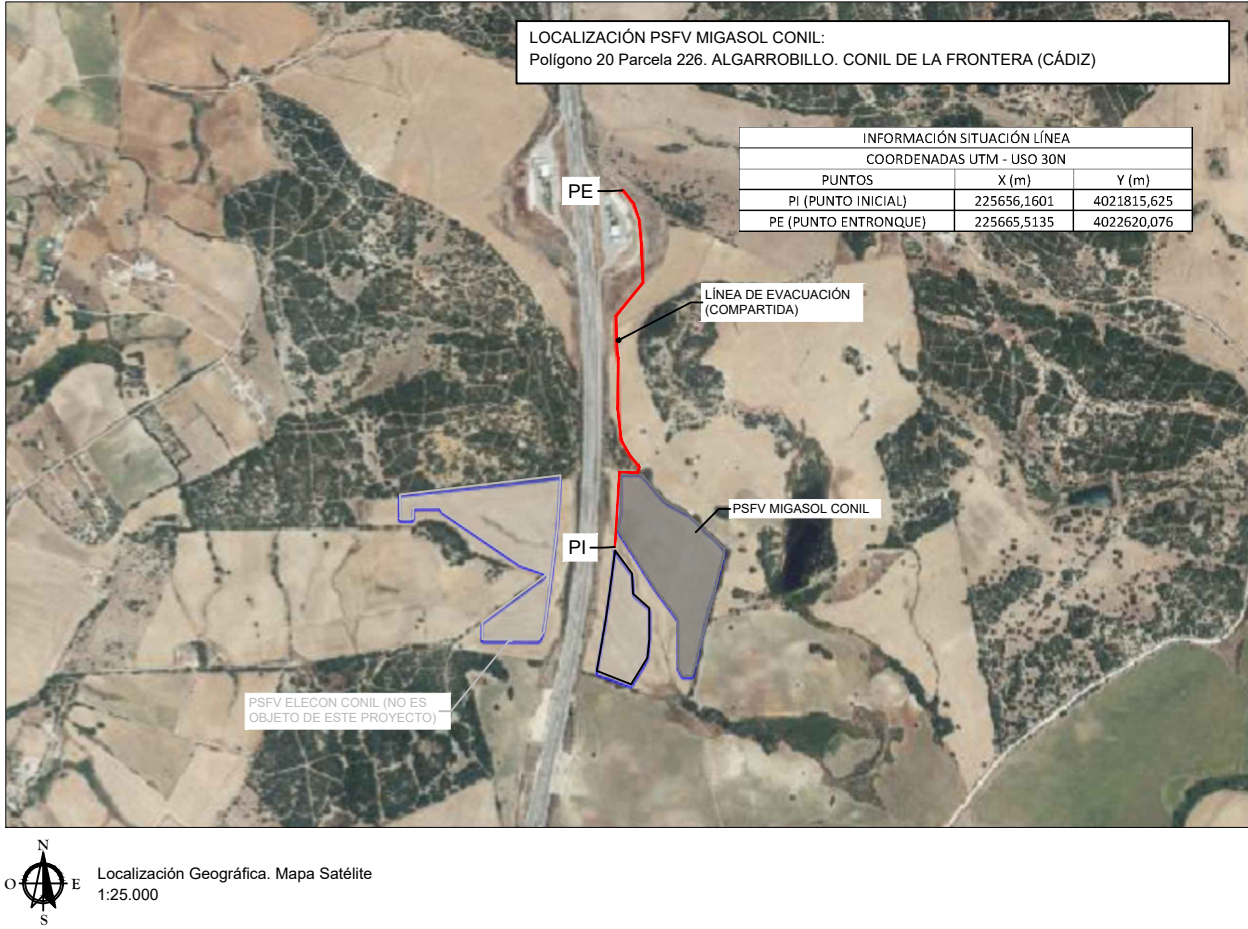 LOCALIZACIÓN PSFV MIGASOL CONIL:
Polígono 20 Parcela 226. ALGARROBILLO. CONIL DE LA FRONTERA (CÁDIZ)
INFORMACIÓN SITUACIÓN LÍNEA
COORDENADAS UTM - USO 30N
PUNTOS X (m) Y (m)
PI (PUNTO INICIAL) 225656,1601 4021815,625
PE (PUNTO ENTRONQUE) 225665,5135 4022620,076
PE
LÍNEA DE EVACUACIÓN
(COMPARTIDA)
PSFV MIGASOL CONIL
PI
PSFV ELECON CONIL (NO ES
OBJETO DE ESTE PROYECTO)
N
O E
S
Localización Geográfica. Mapa Satélite
1:25.000